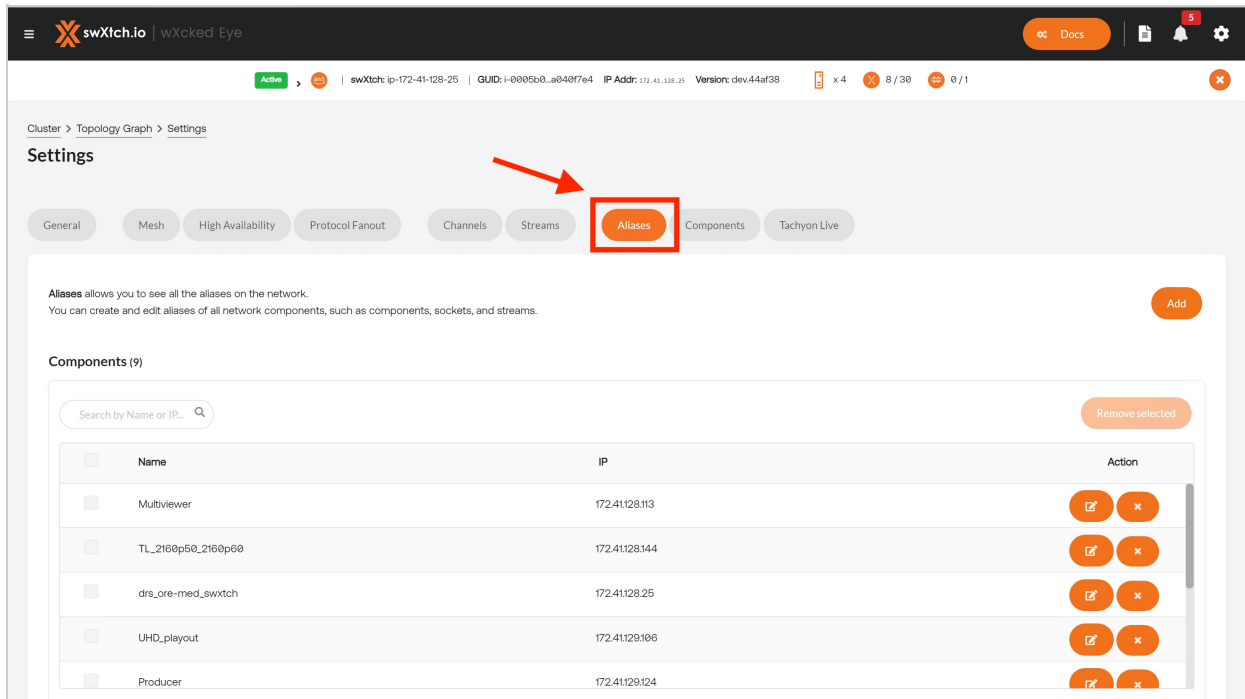 swXtch.io | wXcked Eye
Docs
5
Active
aws
| swXtch: ip-172-41-128-25 | GUID: i-0005b0...a040f7e4 IP Addr: 172.41.128.25 Version: dev.44af38
x 4
8 / 30
0 / 1
Cluster > Topology Graph > Settings
Settings
General
Mesh
High Availability
Protocol Fanout
Channels
Streams
Aliases
Components
Tachyon Live
Aliases allows you to see all the aliases on the network.
You can create and edit aliases of all network components, such as components, sockets, and streams.
Add
Components (9)
Search by Name or IP...
Remove selected
Name IP Action
Multiviewer 172.41.128.113
TL_2160p50_2160p60 172.41.128.144
drs_ore-med_swxtch 172.41.128.25
UHD_playout 172.41.129.106
Producer 172.41.129.124